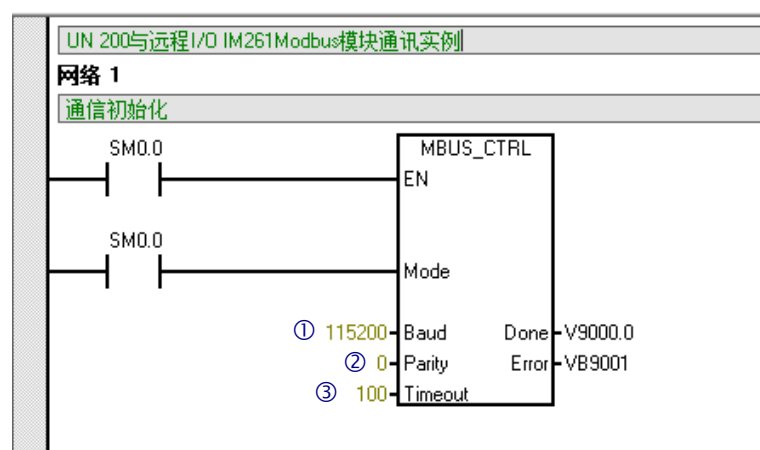 UN 200与远程I/O IM261Modbus模块通讯实例
网络 1
通信初始化
SM0.0
MBUS_CTRL
EN
SM0.0
Mode
① 115200 Baud Done V9000.0
② 0 Parity Error VB9001
③ 100 Timeout